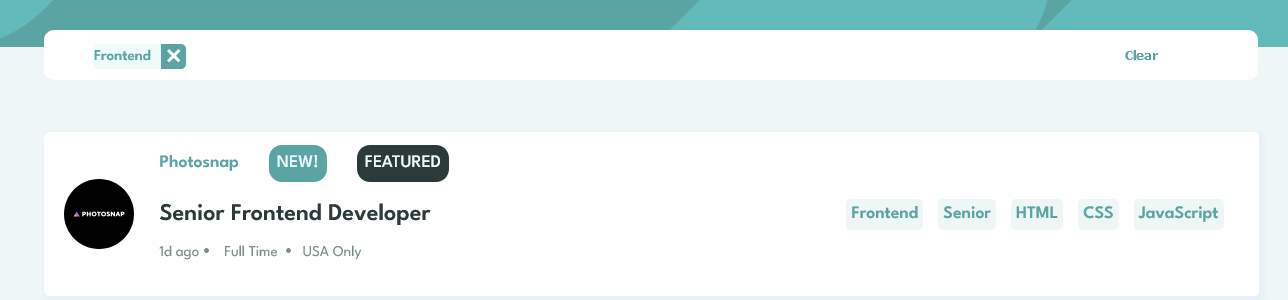 Frontend Clear
Photosnap NEW! FEATURED
PHOTOSNAP
Senior Frontend Developer
Frontend Senior HTML CSS JavaScript
1d ago • Full Time • USA Only